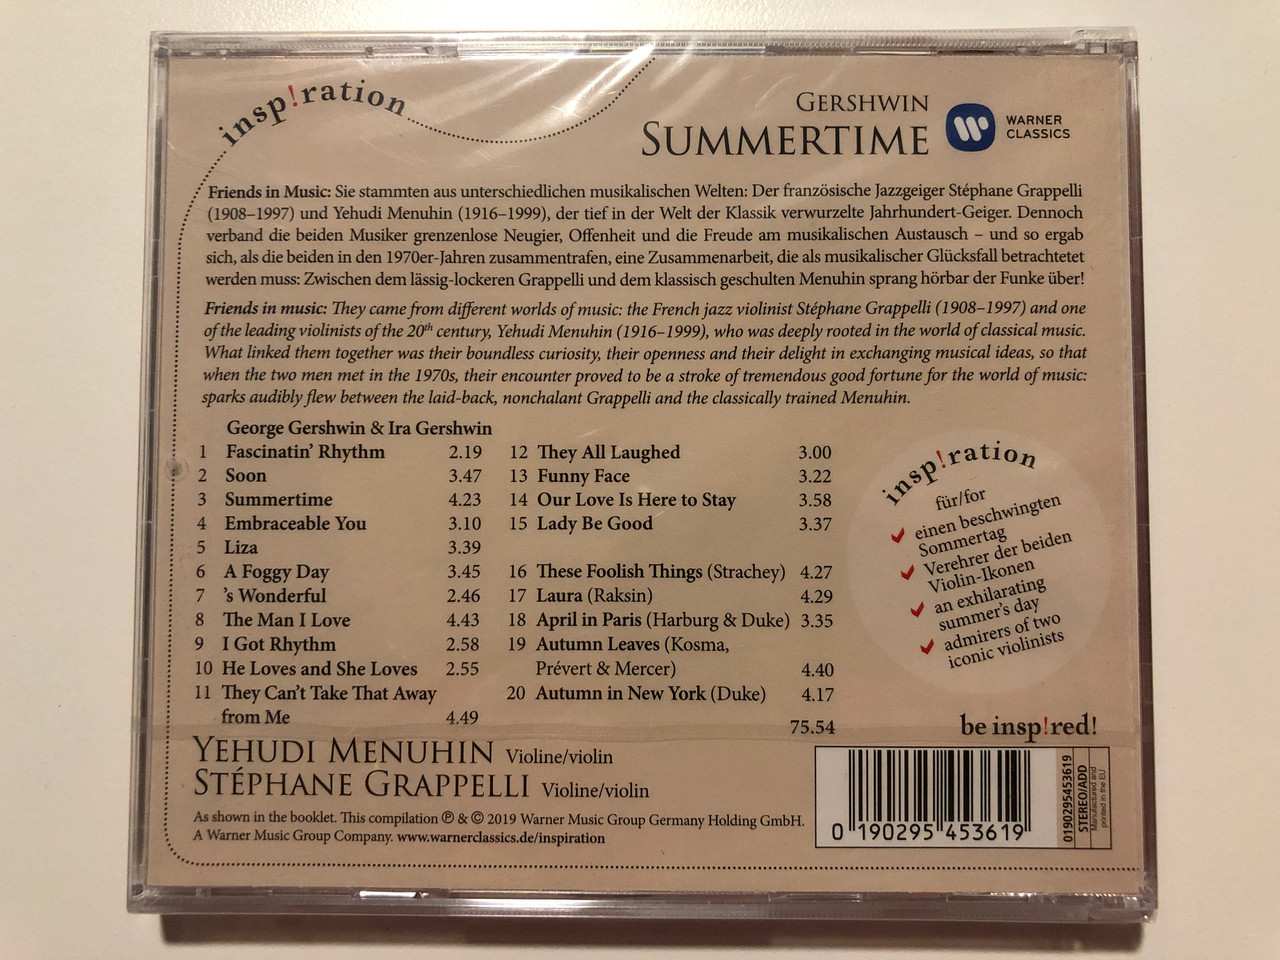 insp!ration
GERSHWIN
SUMMERTIME
WARNER
CLASSICS
Friends in Music: Sie stammten aus unterschiedlichen musikalischen Welten: Der französische Jazzgeiger Stéphane Grappelli
(1908–1997) und Yehudi Menuhin (1916–1999), der tief in der Welt der Klassik verwurzelte Jahrhundert-Geiger. Dennoch
verband die beiden Musiker grenzenlose Neugier, Offenheit und die Freude am musikalischen Austausch – und so ergab
sich, als die beiden in den 1970er-Jahren zusammentrafen, eine Zusammenarbeit, die als musikalischer Glücksfall betrachtetet
werden muss: Zwischen dem lässig-lockeren Grappelli und dem klassisch geschulten Menuhin sprang hörbar der Funke über!
Friends in music: They came from different worlds of music: the French jazz violinist Stéphane Grappelli (1908–1997) and one
of the leading violinists of the 20th century, Yehudi Menuhin (1916–1999), who was deeply rooted in the world of classical music.
What linked them together was their boundless curiosity, their openness and their delight in exchanging musical ideas, so that
when the two men met in the 1970s, their encounter proved to be a stroke of tremendous good fortune for the world of music:
sparks audibly flew between the laid-back, nonchalant Grappelli and the classically trained Menuhin.
George Gershwin & Ira Gershwin
1 Fascinatin' Rhythm 2.19
2 Soon 3.47
3 Summertime 4.23
4 Embraceable You 3.10
5 Liza 3.39
6 A Foggy Day 3.45
7 's Wonderful 2.46
8 The Man I Love 4.43
9 I Got Rhythm 2.58
10 He Loves and She Loves 2.55
11 They Can't Take That Away
from Me 4.49
12 They All Laughed 3.00
13 Funny Face 3.22
14 Our Love Is Here to Stay 3.58
15 Lady Be Good 3.37
16 These Foolish Things (Strachey) 4.27
17 Laura (Raksin) 4.29
18 April in Paris (Harburg & Duke) 3.35
19 Autumn Leaves (Kosma,
Prévert & Mercer) 4.40
20 Autumn in New York (Duke) 4.17
75.54
insp!ration
für/for
einen beschwingten
Sommertag
Verehrer der beiden
Violin-Ikonen
an exhilarating
summer's day
admirers of two
iconic violinists
be insp!red!
YEHUDI MENUHIN Violine/violin
STÉPHANE GRAPPELLI Violine/violin
As shown in the booklet. This compilation ℗ & © 2019 Warner Music Group Germany Holding GmbH.
A Warner Music Group Company. www.warnerclassics.de/inspiration
0 190295 453619
0190295453619
STEREO/ADD
Manufactured and
printed in the EU